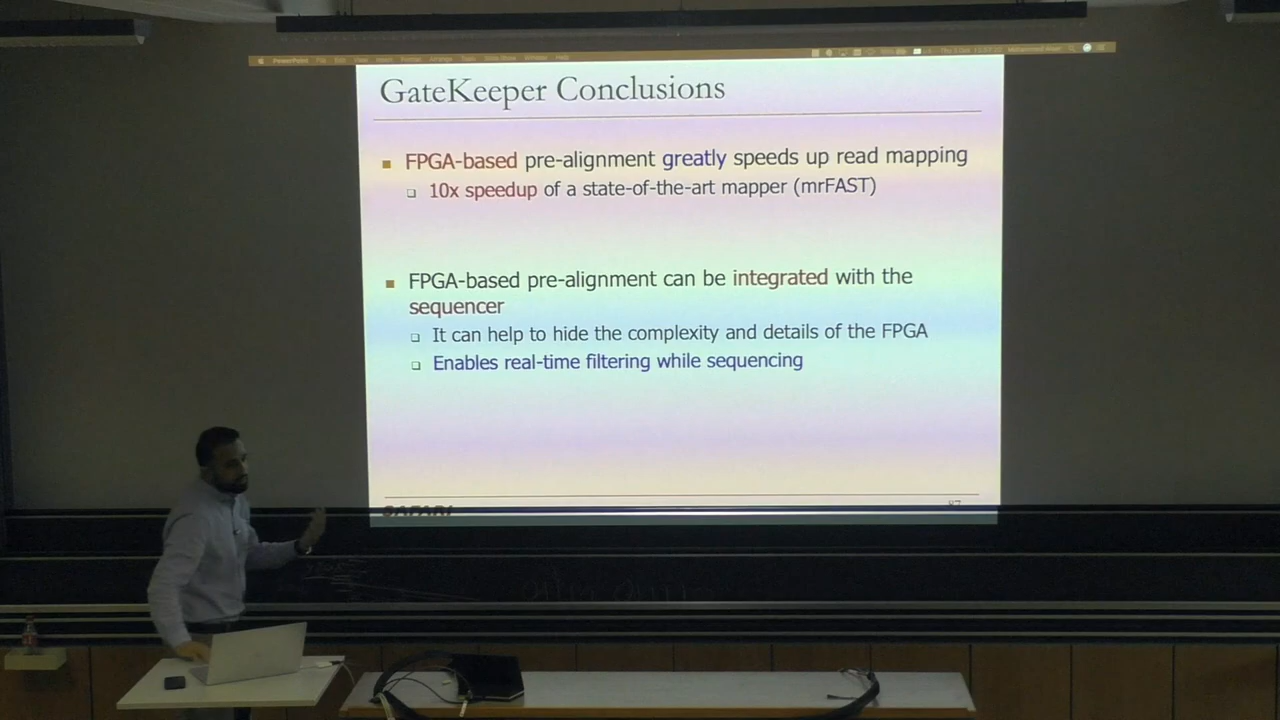 PowerPoint
GateKeeper Conclusions
FPGA-based pre-alignment greatly speeds up read mapping
10x speedup of a state-of-the-art mapper (mrFAST)
FPGA-based pre-alignment can be integrated with the
sequencer
It can help to hide the complexity and details of the FPGA
Enables real-time filtering while sequencing
SAFARI